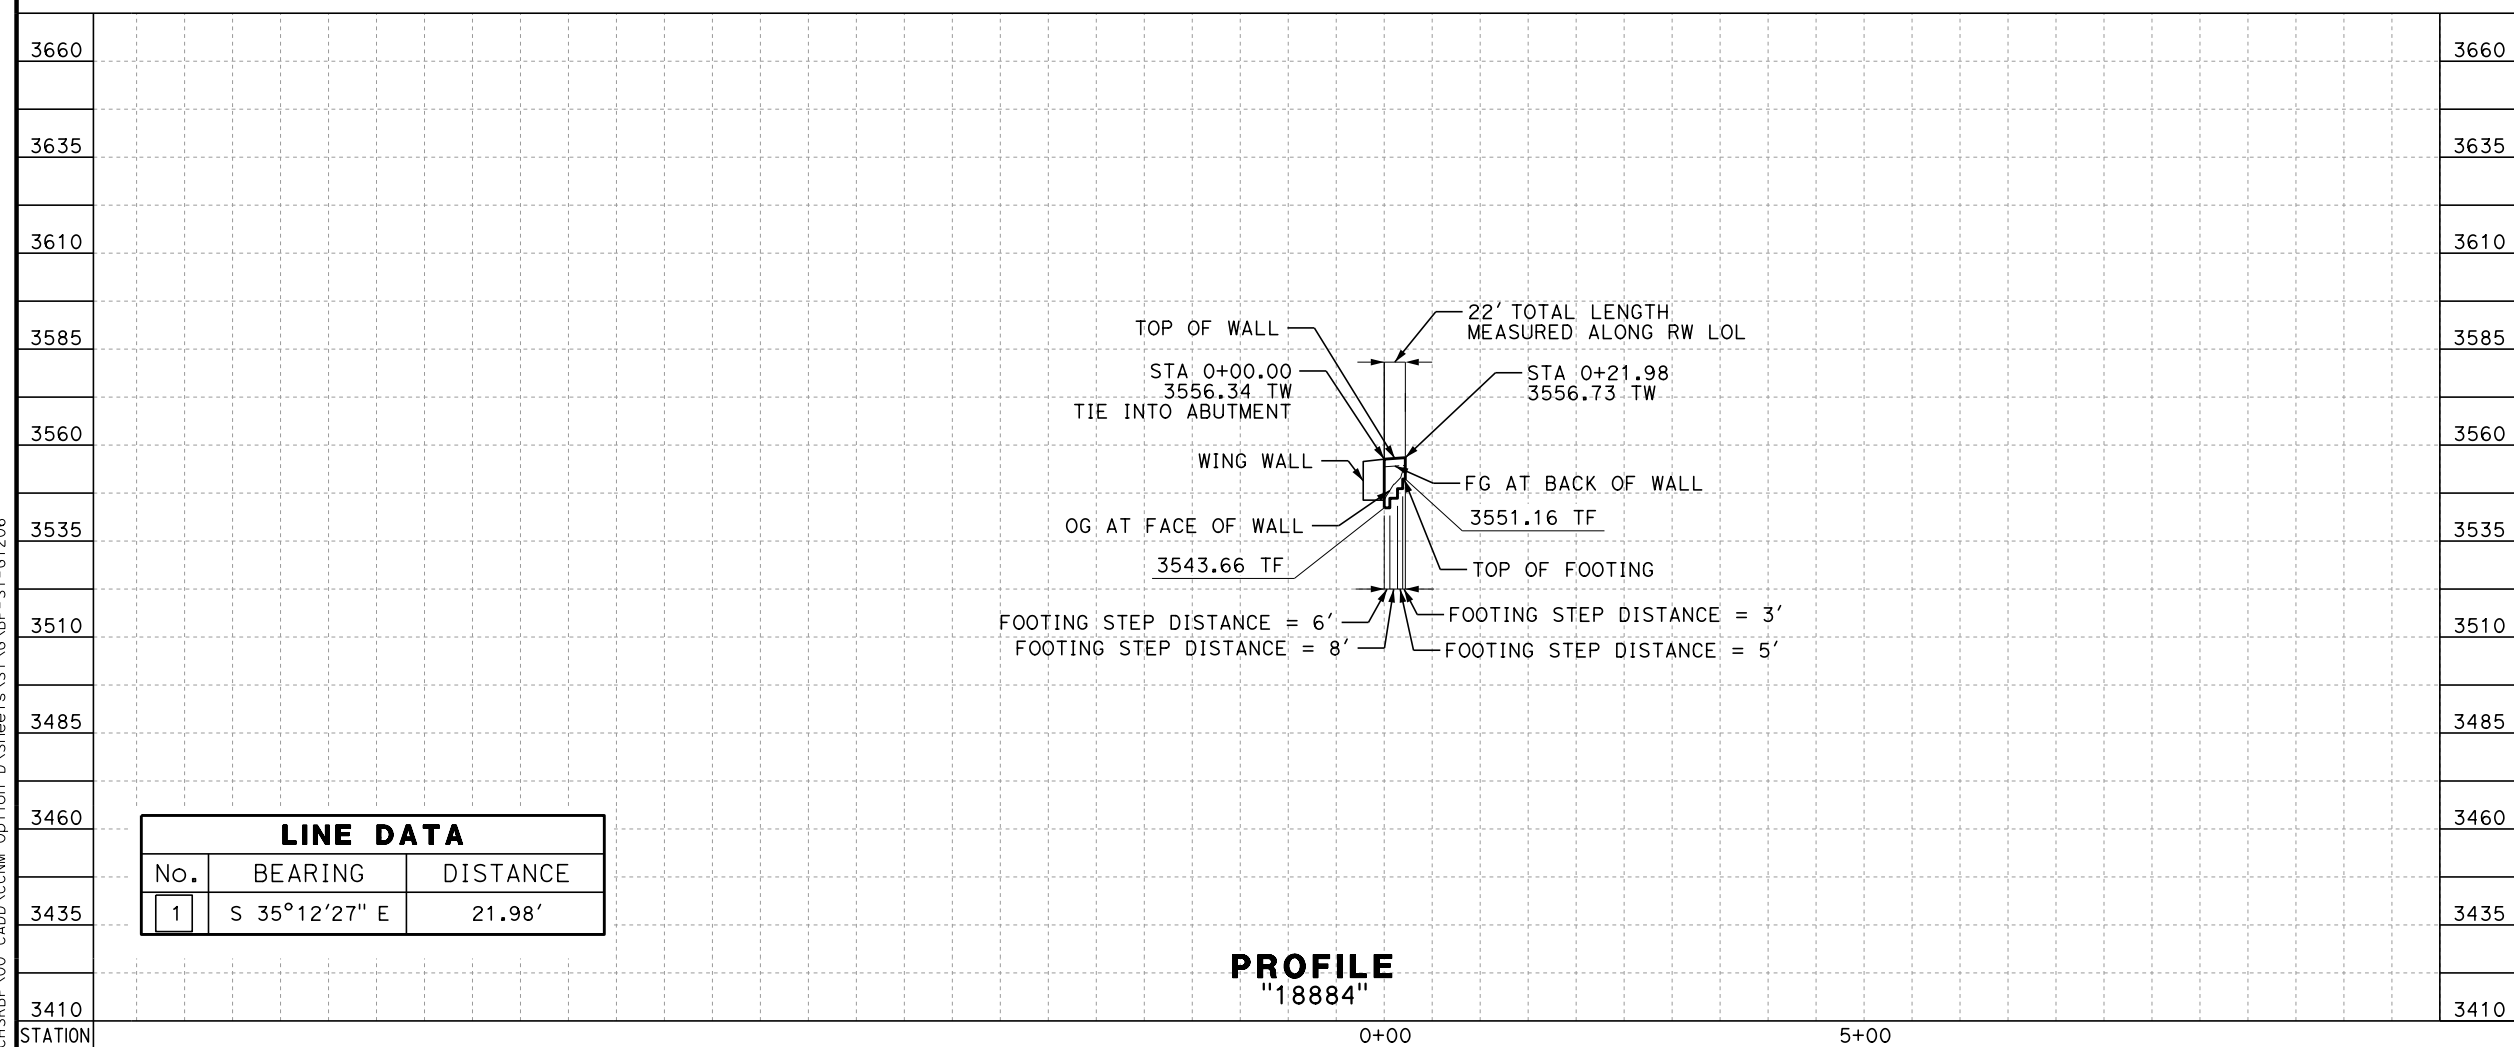 3660 3660
3635 3635
3610 3610
22' TOTAL LENGTH
MEASURED ALONG RW LOL
TOP OF WALL
3585 3585
STA 0+00.00
3556.34 TW
TIE INTO ABUTMENT
STA 0+21.98
3556.73 TW
3560 3560
WING WALL
FG AT BACK OF WALL
3551.16 TF
OG AT FACE OF WALL
3535 3535
3543.66 TF
TOP OF FOOTING
FOOTING STEP DISTANCE = 6'
FOOTING STEP DISTANCE = 3'
3510 3510
FOOTING STEP DISTANCE = 8'
FOOTING STEP DISTANCE = 5'
3485 3485
3460 3460
LINE DATA
No. BEARING DISTANCE
1 S 35°12'27" E 21.98'
3435 3435
PROFILE
"18884"
3410 3410
STATION 0+00 5+00